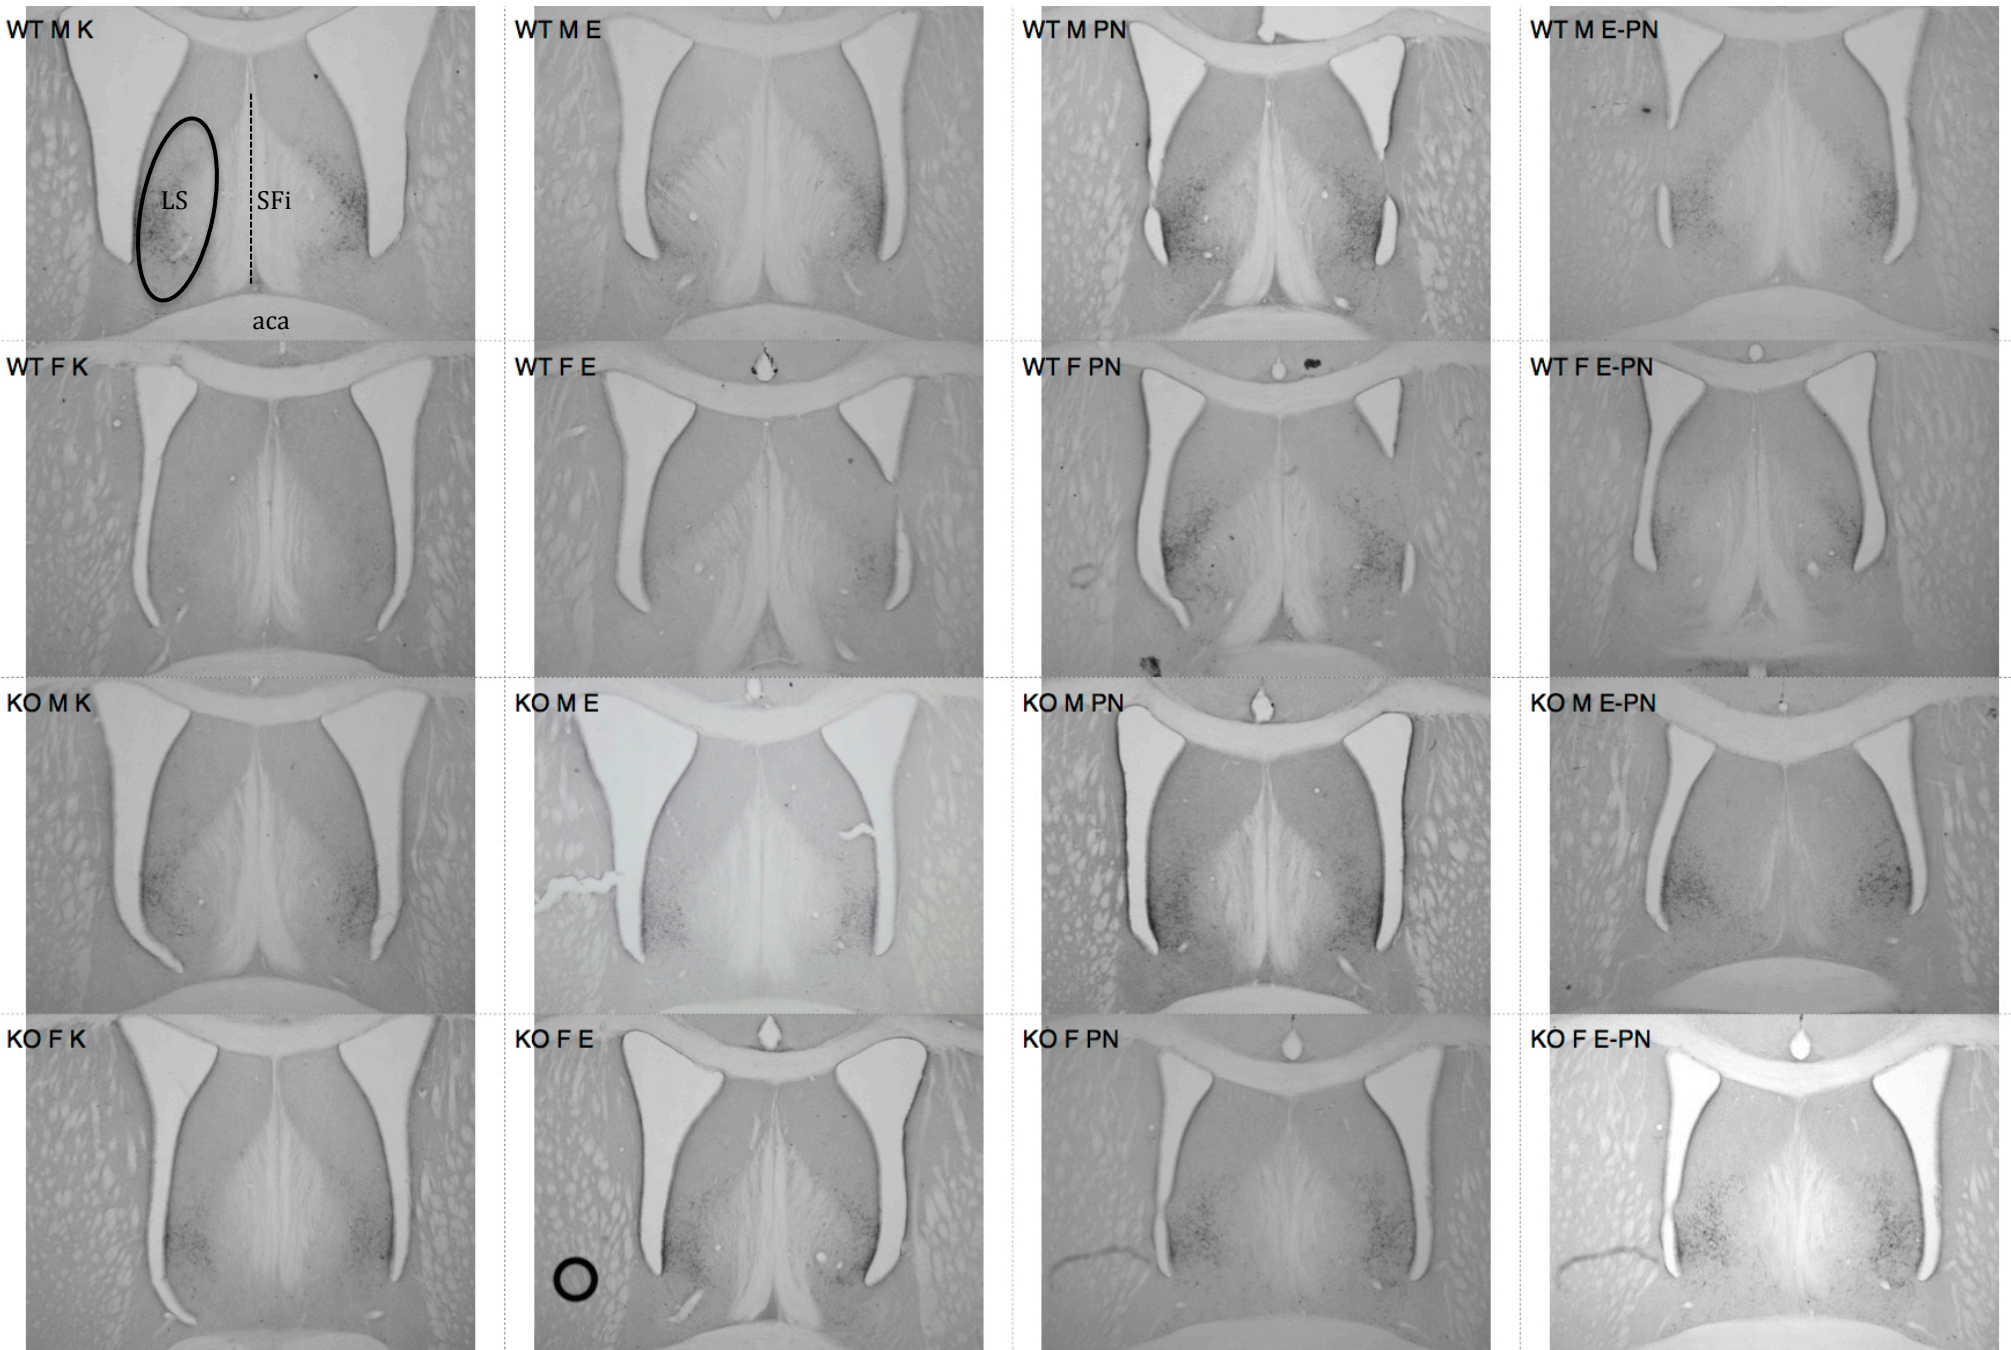 WT M K
WT M E
WT M PN
WT M E-PN
LS
SFi
aca
WT F K
WT F E
WT F PN
WT F E-PN
KO M K
KO M E
KO M PN
KO M E-PN
KO F K
KO F E
KO F PN
KO F E-PN